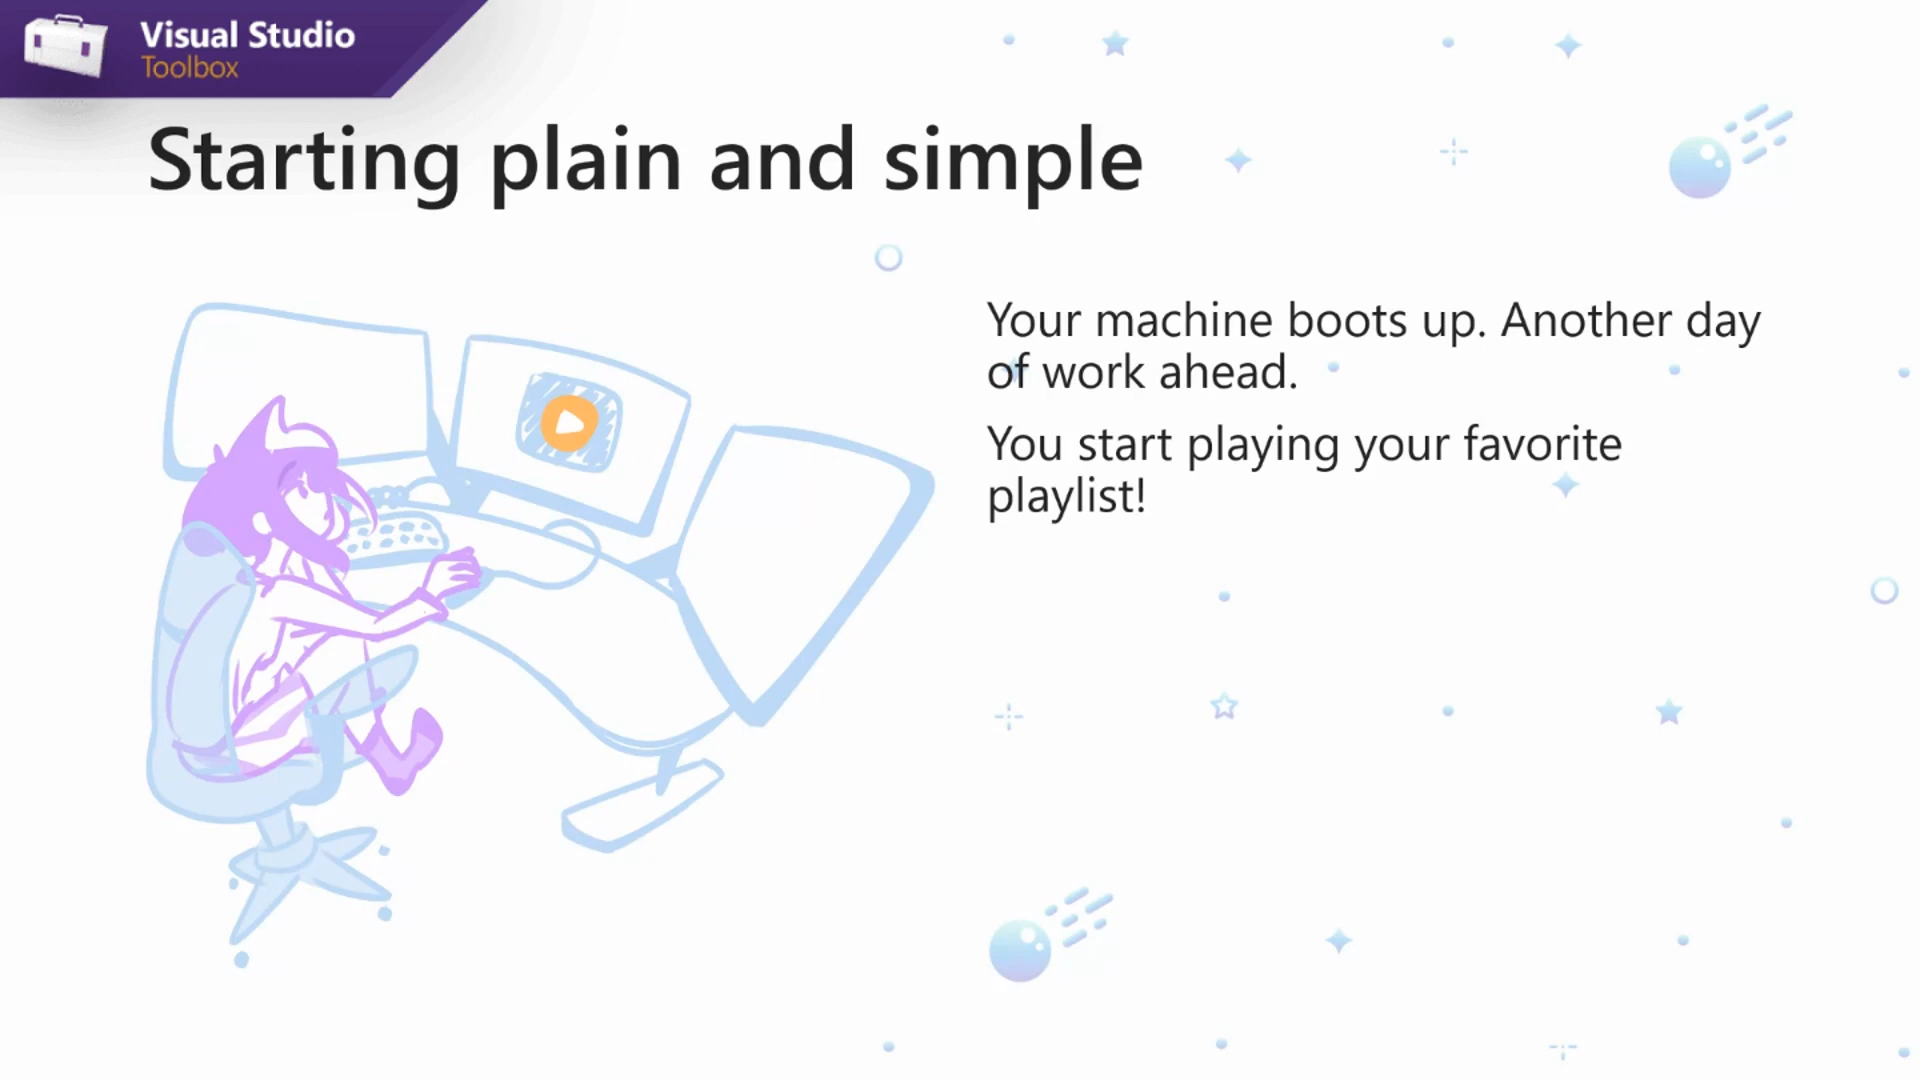 Visual Studio
Toolbox
Starting plain and simple
Your machine boots up. Another day
of work ahead.
You start playing your favorite
playlist!